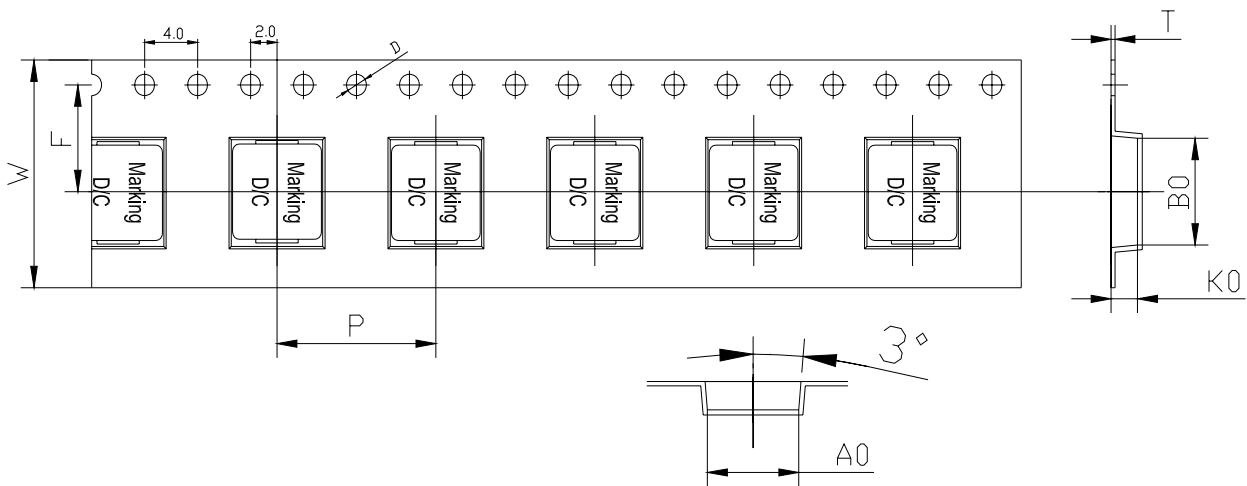 4.0
2.0
D
T
F
W
Marking
D/C
Marking
D/C
Marking
D/C
Marking
D/C
Marking
D/C
Marking
D/C
B0
K0
P
3°
A0